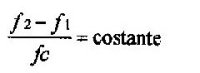 f2 − f1
fc = costante